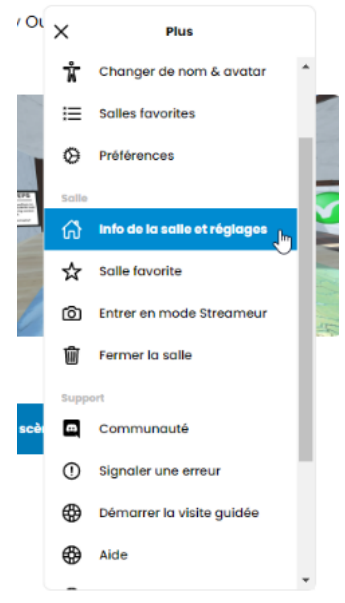 Plus
Changer de nom & avatar
Salles favorites
Préférences
Salle
Info de la salle et réglages
Salle favorite
Entrer en mode Streameur
Fermer la salle
Support
Communauté
Signaler une erreur
Démarrer la visite guidée
Aide